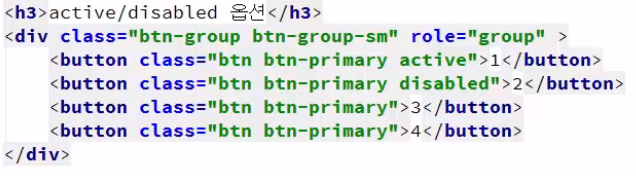 <h3>active/disabled 옵션</h3>
<div class="btn-group btn-group-sm" role="group" >
    <button class="btn btn-primary active">1</button>
    <button class="btn btn-primary disabled">2</button>
    <button class="btn btn-primary">3</button>
    <button class="btn btn-primary">4</button>
</div>